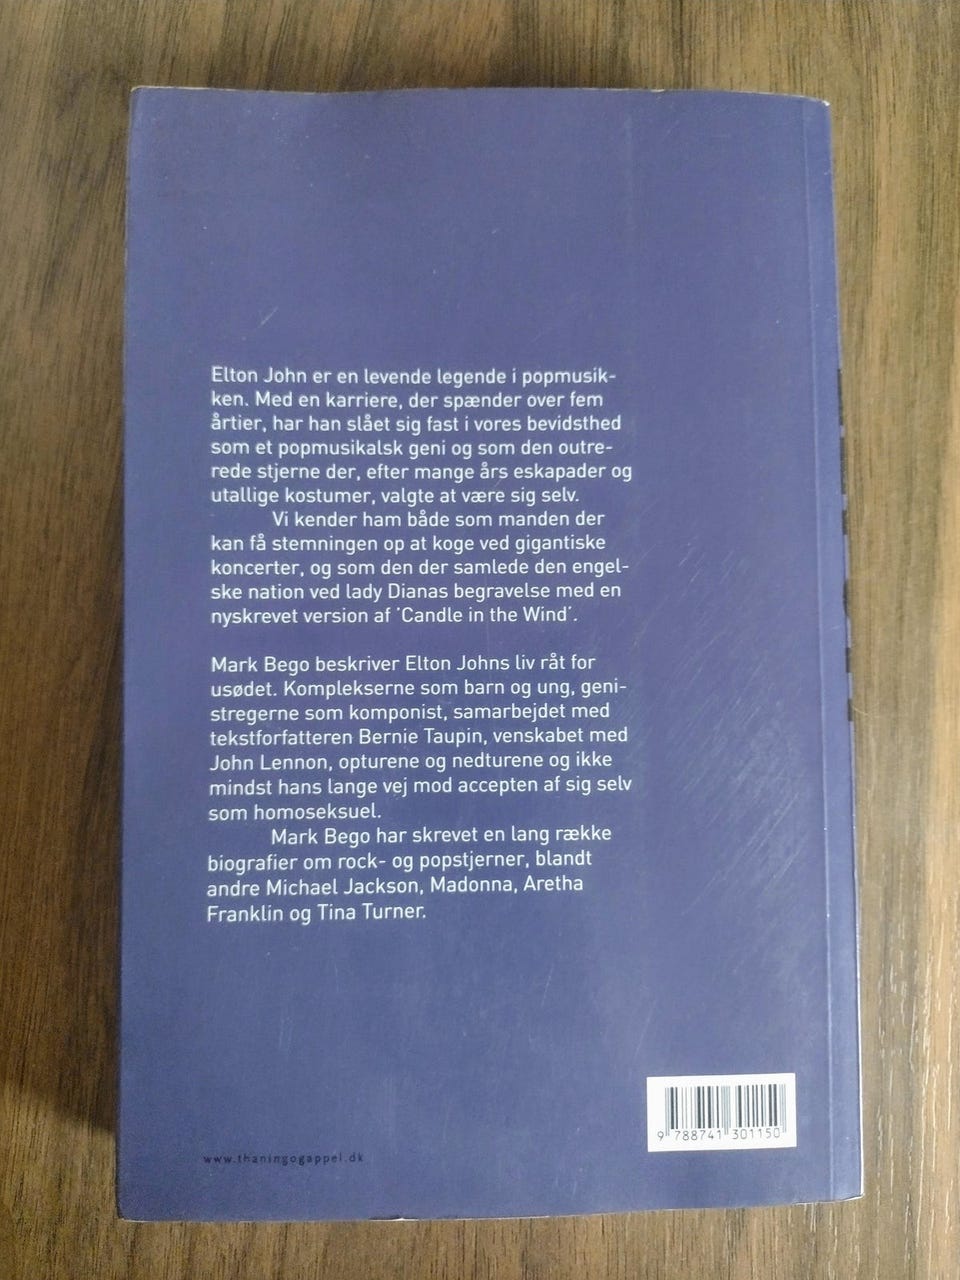 Elton John er en levende legende i popmusik-
ken. Med en karriere, der spænder over fem
årtier, har han slået sig fast i vores bevidsthed
som et popmusikalsk geni og som den outre-
rede stjerne der, efter mange års eskapader og
utallige kostumer, valgte at være sig selv.
Vi kender ham både som manden der
kan få stemningen op at koge ved gigantiske
koncerter, og som den der samlede den engel-
ske nation ved lady Dianas begravelse med en
nyskrevet version af ’Candle in the Wind’.
Mark Bego beskriver Elton Johns liv råt for
usødet. Komplekserne som barn og ung, geni-
stregerne som komponist, samarbejdet med
tekstforfatteren Bernie Taupin, venskabet med
John Lennon, opturene og nedturene og ikke
mindst hans lange vej mod accepten af sig selv
som homoseksuel.
Mark Bego har skrevet en lang række
biografier om rock- og popstjerner, blandt
andre Michael Jackson, Madonna, Aretha
Franklin og Tina Turner.
9 788741 301150
www.thaningogappel.dk